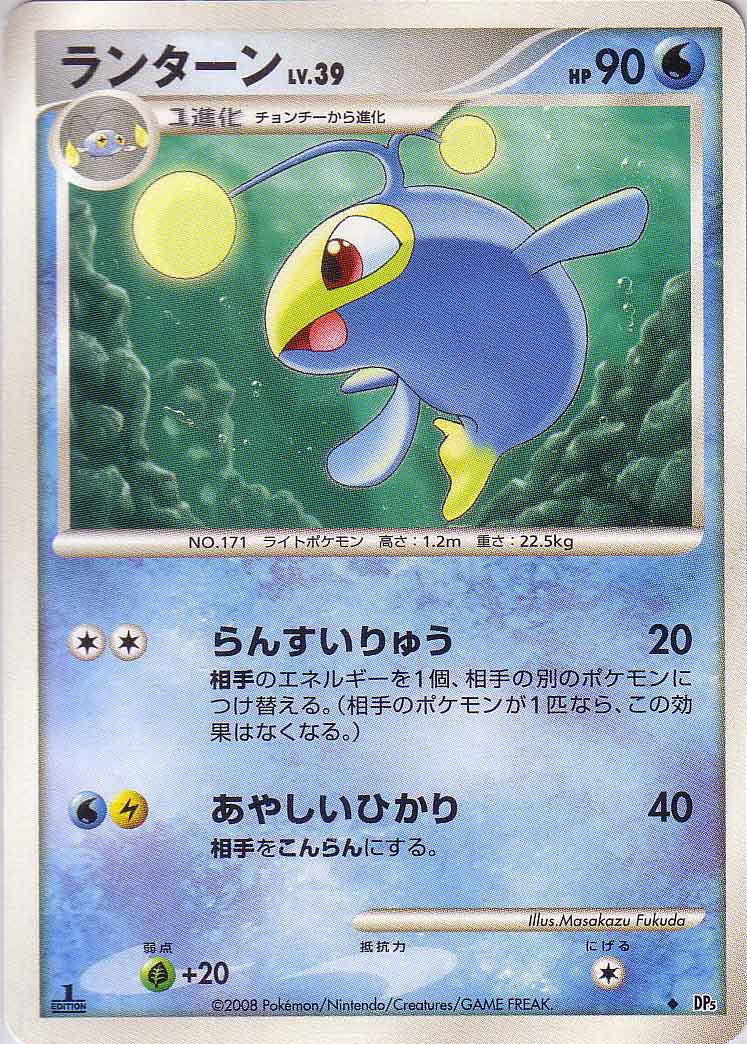 ランターン LV.39 HP 90
1進化 チョンチーから進化
NO.171 ライトポケモン 高さ:1.2m 重さ:22.5kg
らんすいりゅう 20
相手のエネルギーを1個、相手の別のポケモンに
つけ替える。(相手のポケモンが1匹なら、この効
果はなくなる。)
あやしいひかり 40
相手をこんらんにする。
Illus.Masakazu Fukuda
弱点 抵抗力 にげる
+20
1 EDITION ©2008 Pokémon/Nintendo/Creatures/GAME FREAK. ◆ DP5